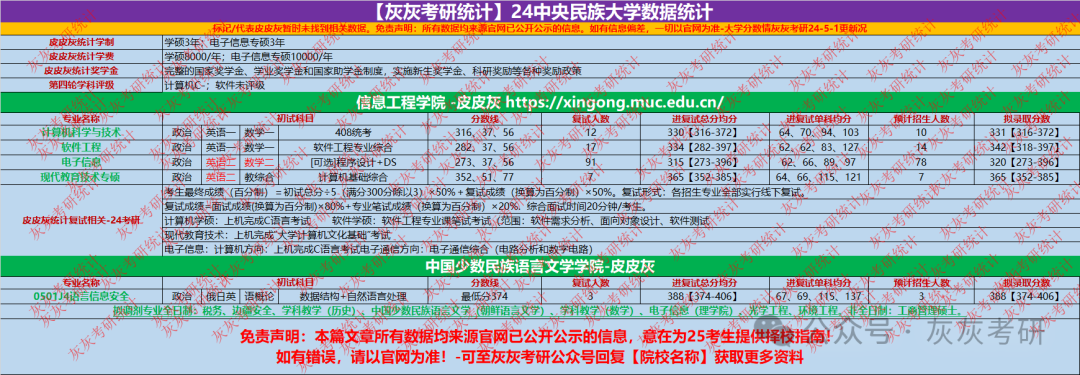 【灰灰考研统计】24中央民族大学数据统计
标记/代表皮皮灰暂时未找到相关数据。免责声明：所有数据均来源官网已公开公示的信息。如有信息偏差，一切以官网为准-大学分数情灰灰考研24-5-1更新况
皮皮灰统计学制 学硕3年；电子信息专硕3年
皮皮灰统计学费 学硕8000/年；电子信息专硕10000/年
皮皮灰统计奖学金 完整的国家奖学金、学业奖学金和国家助学金制度，实施新生奖学金、科研奖励等各种奖励政策
第四轮学科评级 计算机C-；软件未评级
信息工程学院 -皮皮灰 https://xingong.muc.edu.cn/
专业名称 初试科目 分数线 复试人数 进复试总分均分 进复试单科均分 预计招生人数 拟录取分数
计算机科学与技术 政治 英语一 数学一 408统考 316, 37, 56 12 330【316-372】 64, 70, 94, 103 10 331【316-372】
软件工程 政治 英语一 数学一 软件工程专业综合 282, 37, 56 17 334【282-397】 62, 62, 83, 127 14 342【318-397】
电子信息 政治 英语二 数学二 [可选]程序设计+DS 273, 37, 56 91 315【273-396】 62, 66, 89, 97 78 320【273-396】
现代教育技术专硕 政治 英语二 教综合 计算机基础综合 352, 51, 77 7 365【352-385】 64, 66, 115, 121 7 365【352-385】
皮皮灰统计复试相关-24考研
考生最终成绩（百分制）＝初试总分÷5（满分300分除以3）×50%＋复试成绩（换算为百分制）×50%。复试形式：各招生专业全部实行线下复试。
复试成绩=面试成绩(换算为百分制)×80%+专业笔试成绩（换算为百分制）×20%. 综合面试时间20分钟/考生。
计算机学硕：上机完成C语言考试 软件学硕：软件工程专业课笔试考试（范围：软件需求分析、面向对象设计、软件测试
现代教育技术：上机完成“大学计算机文化基础”考试
电子信息：计算机方向：上机完成C语言考试电子通信方向：电子通信综合（电路分析和数字电路）
中国少数民族语言文学学院-皮皮灰
专业名称 初试科目 分数线 复试人数 进复试总分均分 进复试单科均分 预计招生人数 拟录取分数
0501J4语言信息安全 政治 俄日英 语概论 数据结构+自然语言处理 最低分374 3 388【374-406】 67, 69, 115, 137 3 388【374-406】
拟调剂专业全日制：税务、边疆安全、学科教学（历史）、中国少数民族语言文学（朝鲜语言文学）、学科教学（数学）、电子信息（理学院）、光学工程、环境工程、非全日制：工商管理硕士。
免责声明：本篇文章所有数据均来源官网已公开公示的信息，意在为25考生提供择校指南！
如有错误，请以官网为准！-可至灰灰考研公众号回复【院校名称】获取更多资料
公众号 灰灰考研